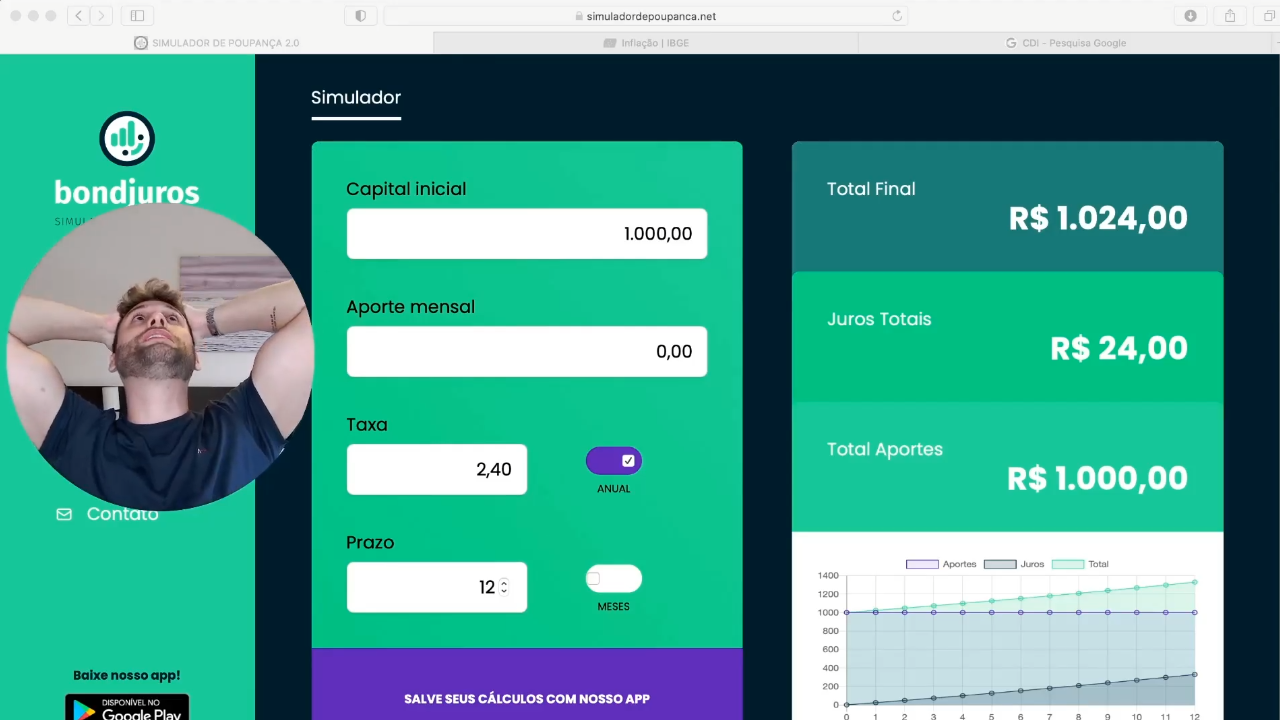 simuladordepoupanca.net
SIMULADOR DE POUPANÇA 2.0
Inflação | IBGE
CDI - Pesquisa Google
bondjuros
Contato
Baixe nosso app!
DISPONÍVEL NO
Google Play
Simulador
Capital inicial
1.000,00
Aporte mensal
0,00
Taxa
2,40
ANUAL
Prazo
12
MESES
SALVE SEUS CÁLCULOS COM NOSSO APP
Total Final
R$ 1.024,00
Juros Totais
R$ 24,00
Total Aportes
R$ 1.000,00
Aportes Juros Total
1400
1200
1000
800
600
400
200
0
0 1 2 3 4 5 6 7 8 9 10 11 12